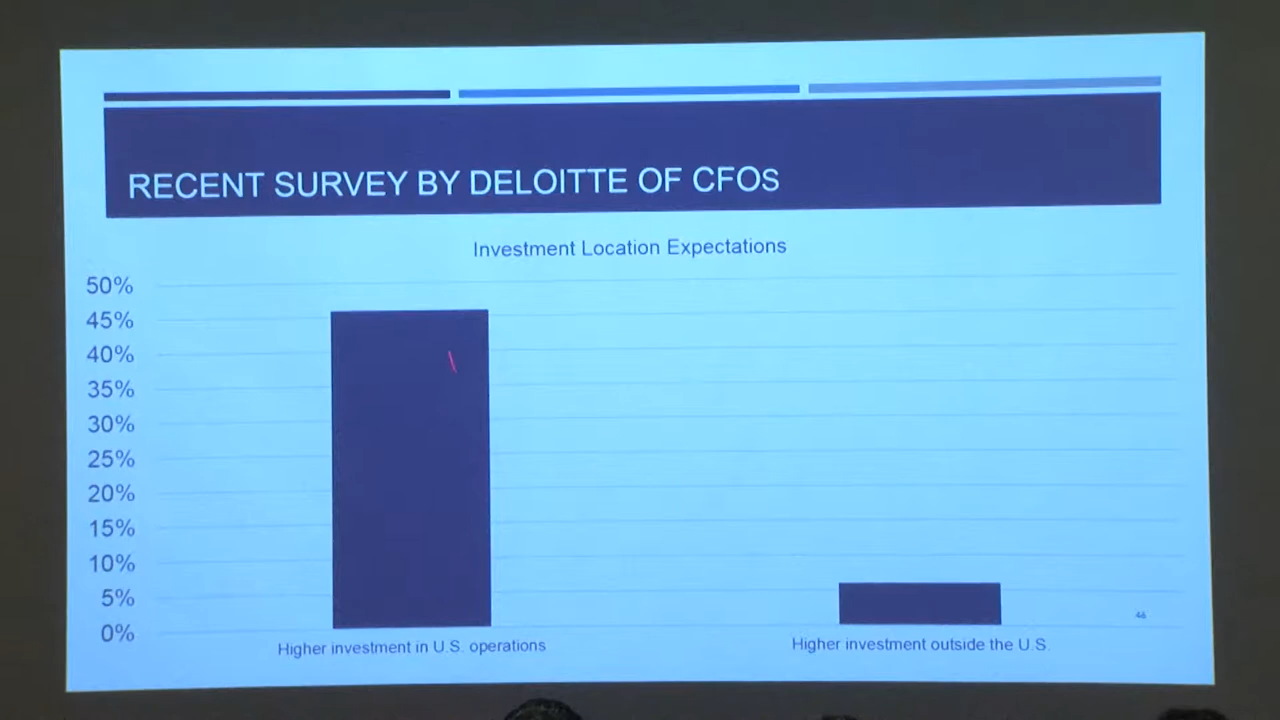 RECENT SURVEY BY DELOITTE OF CFOS
Investment Location Expectations
50%
45%
40%
35%
30%
25%
20%
15%
10%
5%
0%
Higher investment in U.S. operations
Higher investment outside the U.S.